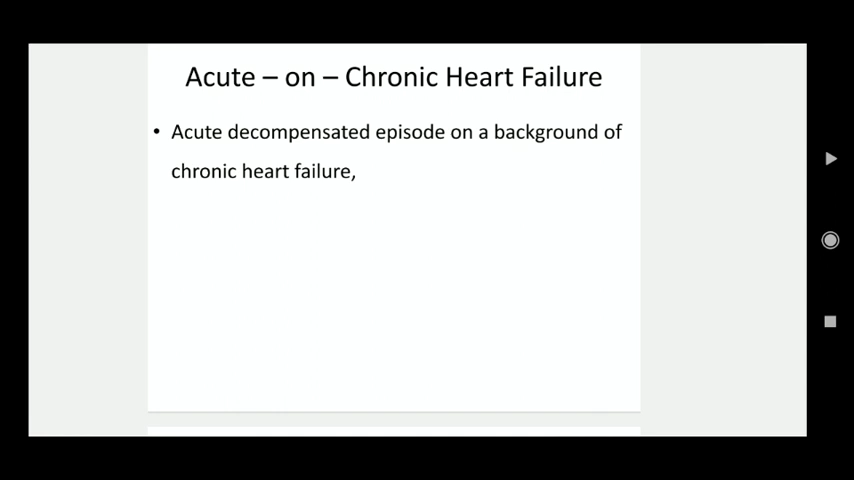 Acute – on – Chronic Heart Failure
• Acute decompensated episode on a background of
chronic heart failure,